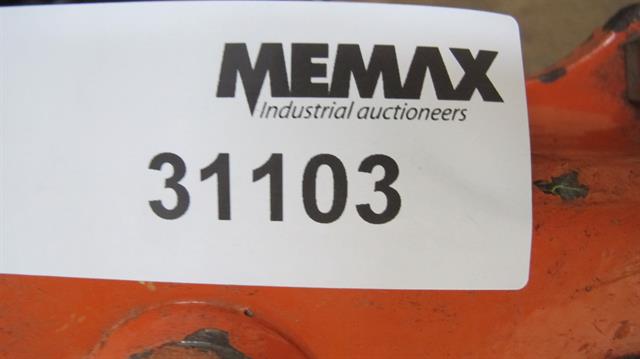 MEMAX
Industrial auctioneers
31103